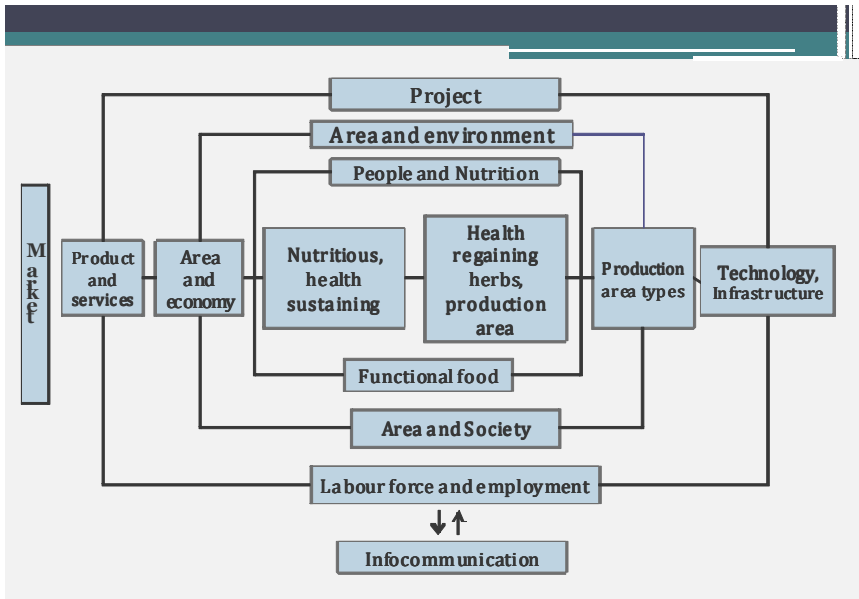 Project
Area and environment
People and Nutrition
Market
Product
and
services
Area
and
economy
Nutritious,
health
sustaining
Health
regaining
herbs,
production
area
Production
area types
Technology,
Infrastructure
Functional food
Area and Society
Labour force and employment
Infocommunication